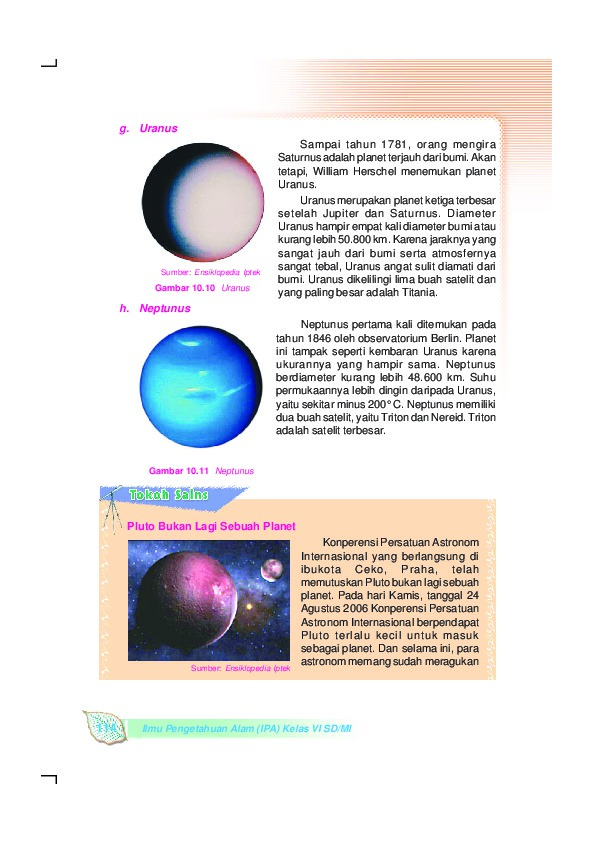 g. Uranus
Sampai tahun 1781, orang mengira
Saturnus adalah planet terjauh dari bumi. Akan
tetapi, William Herschel menemukan planet
Uranus.
Uranus merupakan planet ketiga terbesar
setelah Jupiter dan Saturnus. Diameter
Uranus hampir empat kali diameter bumi atau
kurang lebih 50.800 km. Karena jaraknya yang
sangat jauh dari bumi serta atmosfernya
sangat tebal, Uranus angat sulit diamati dari
bumi. Uranus dikelilingi lima buah satelit dan
yang paling besar adalah Titania.
Sumber: Ensiklopedia Iptek
Gambar 10.10 Uranus
h. Neptunus
Neptunus pertama kali ditemukan pada
tahun 1846 oleh observatorium Berlin. Planet
ini tampak seperti kembaran Uranus karena
ukurannya yang hampir sama. Neptunus
berdiameter kurang lebih 48.600 km. Suhu
permukaannya lebih dingin daripada Uranus,
yaitu sekitar minus 200° C. Neptunus memiliki
dua buah satelit, yaitu Triton dan Nereid. Triton
adalah satelit terbesar.
Gambar 10.11 Neptunus
Tokoh Sains
Pluto Bukan Lagi Sebuah Planet
Konperensi Persatuan Astronom
Internasional yang berlangsung di
ibukota Ceko, Praha, telah
memutuskan Pluto bukan lagi sebuah
planet. Pada hari Kamis, tanggal 24
Agustus 2006 Konperensi Persatuan
Astronom Internasional berpendapat
Pluto terlalu kecil untuk masuk
sebagai planet. Dan selama ini, para
astronom memang sudah meragukan
Sumber: Ensiklopedia Iptek
Ilmu Pengetahuan Alam (IPA) Kelas VI SD/MI